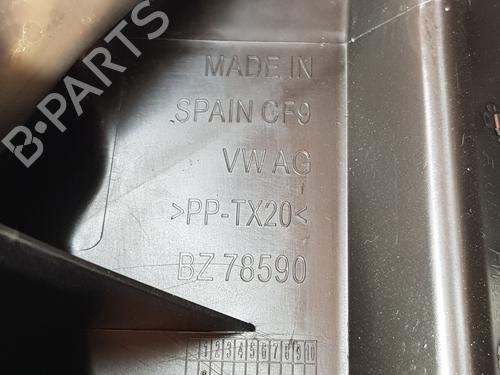 B-PARTS
MADE IN
SPAIN CF9
VW AG
>PP-TX20<
BZ 78590
1 2 3 4 5 6 7 8 9 10